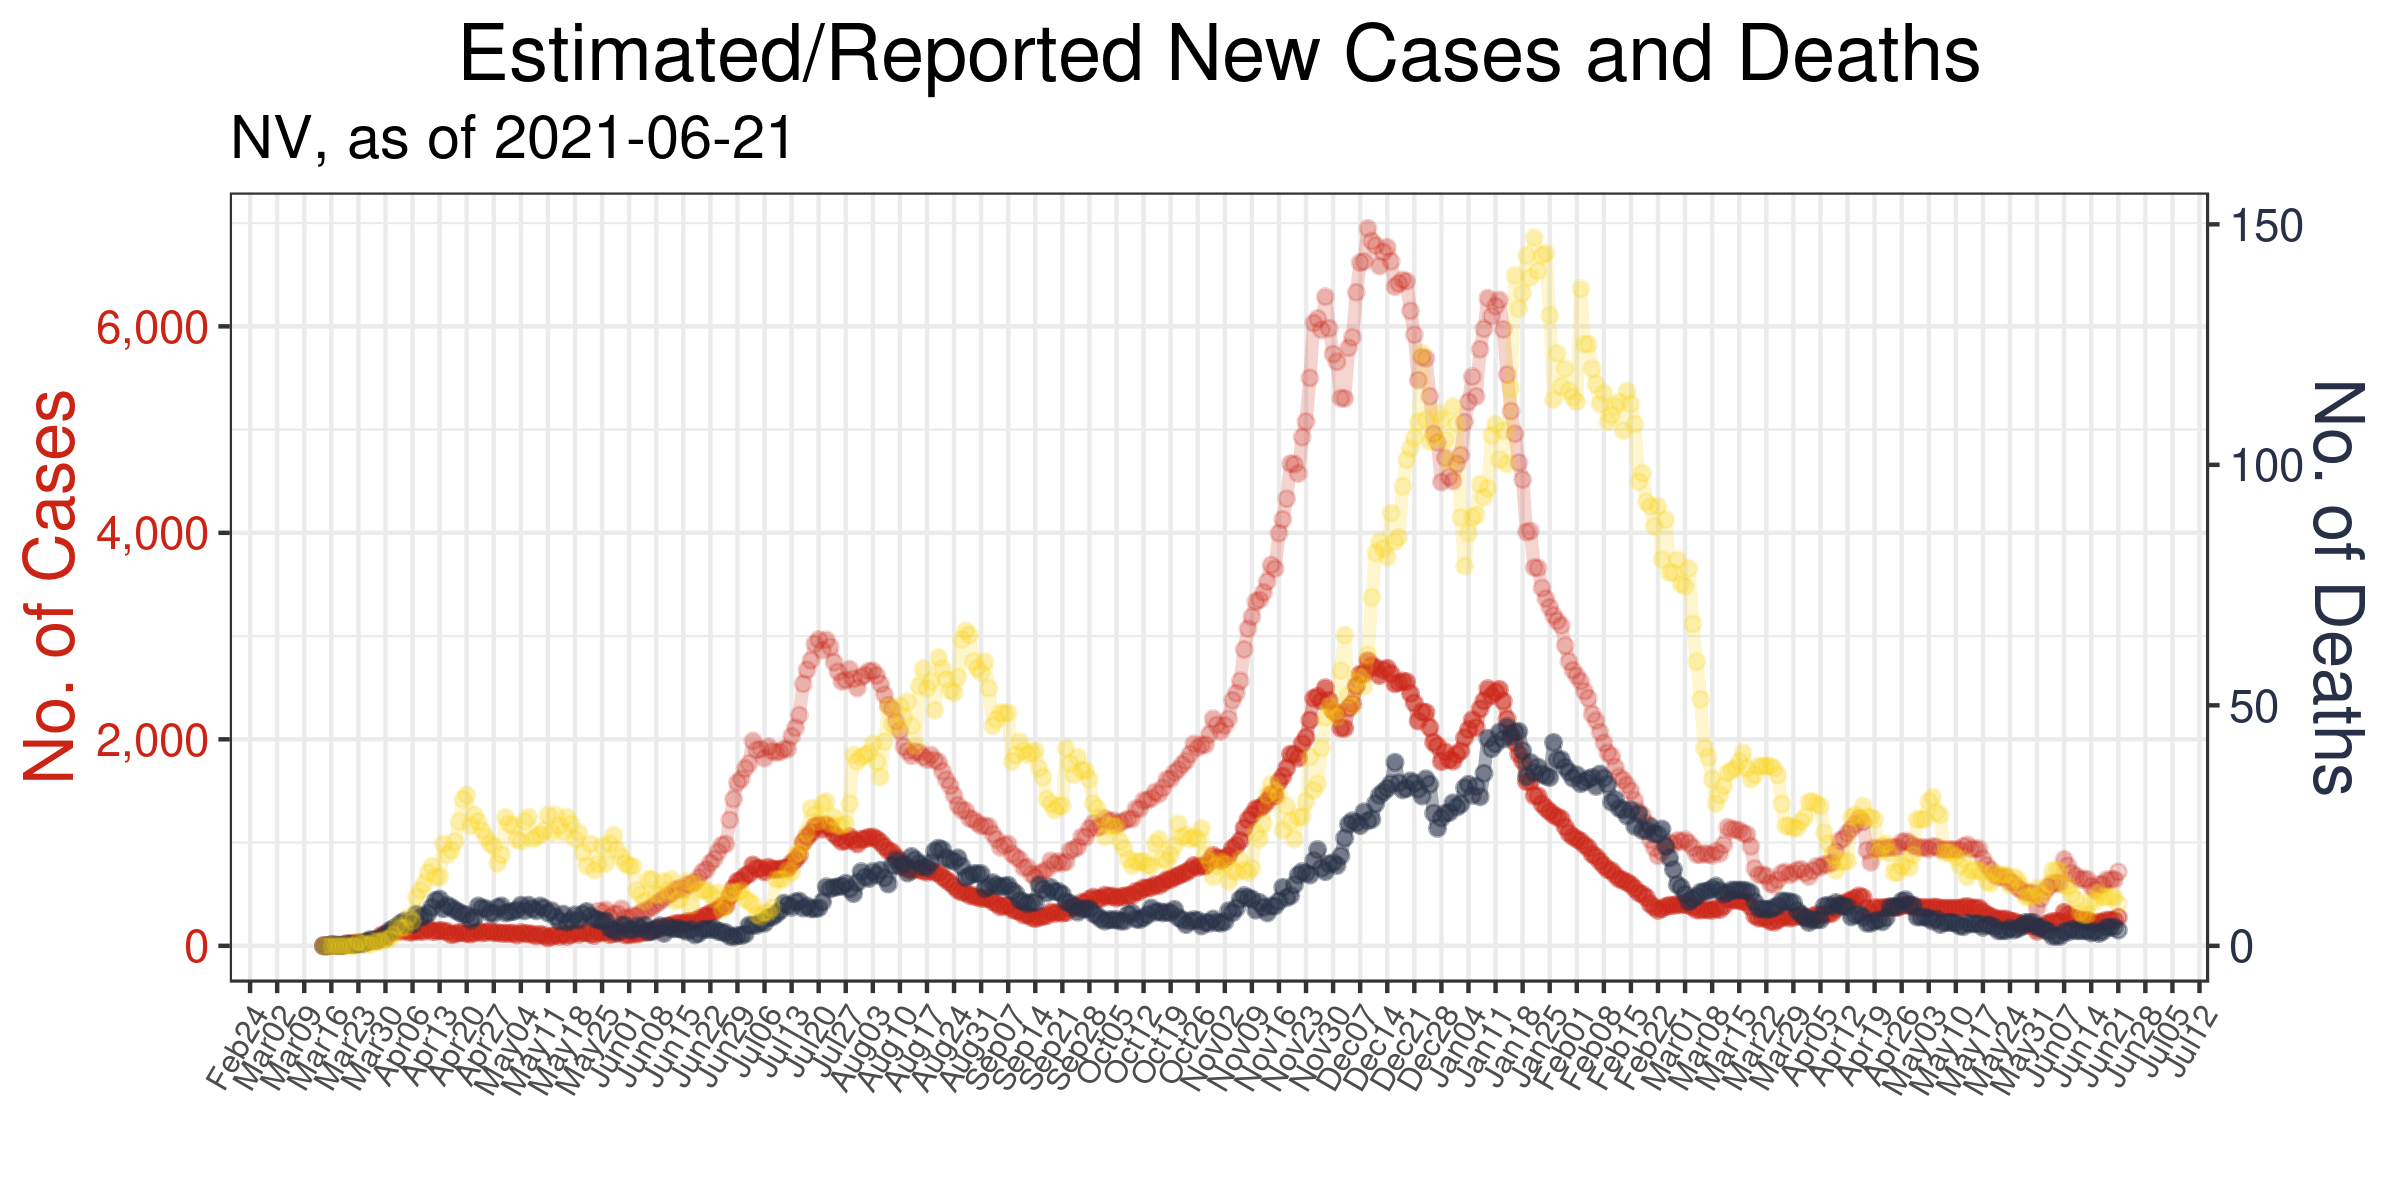 Estimated/Reported New Cases and Deaths
NV, as of 2021-06-21
No. of Cases
6,000
4,000
2,000
0
150
100
50
0
No. of Deaths
Feb24
Mar02
Mar09
Mar16
Mar23
Mar30
Apr06
Apr13
Apr20
Apr27
May04
May11
May18
May25
Jun01
Jun08
Jun15
Jun22
Jun29
Jul06
Jul13
Jul20
Jul27
Aug03
Aug10
Aug17
Aug24
Aug31
Sep07
Sep14
Sep21
Sep28
Oct05
Oct12
Oct19
Oct26
Nov02
Nov09
Nov16
Nov23
Nov30
Dec07
Dec14
Dec21
Dec28
Dec04
Jan11
Jan18
Jan25
Feb01
Feb08
Feb15
Feb22
Mar01
Mar08
Mar15
Mar22
Mar29
Apr05
Apr12
Apr19
Apr26
May03
May10
May17
May24
May31
May07
Jun14
Jun21
Jun28
Jun05
Jul12